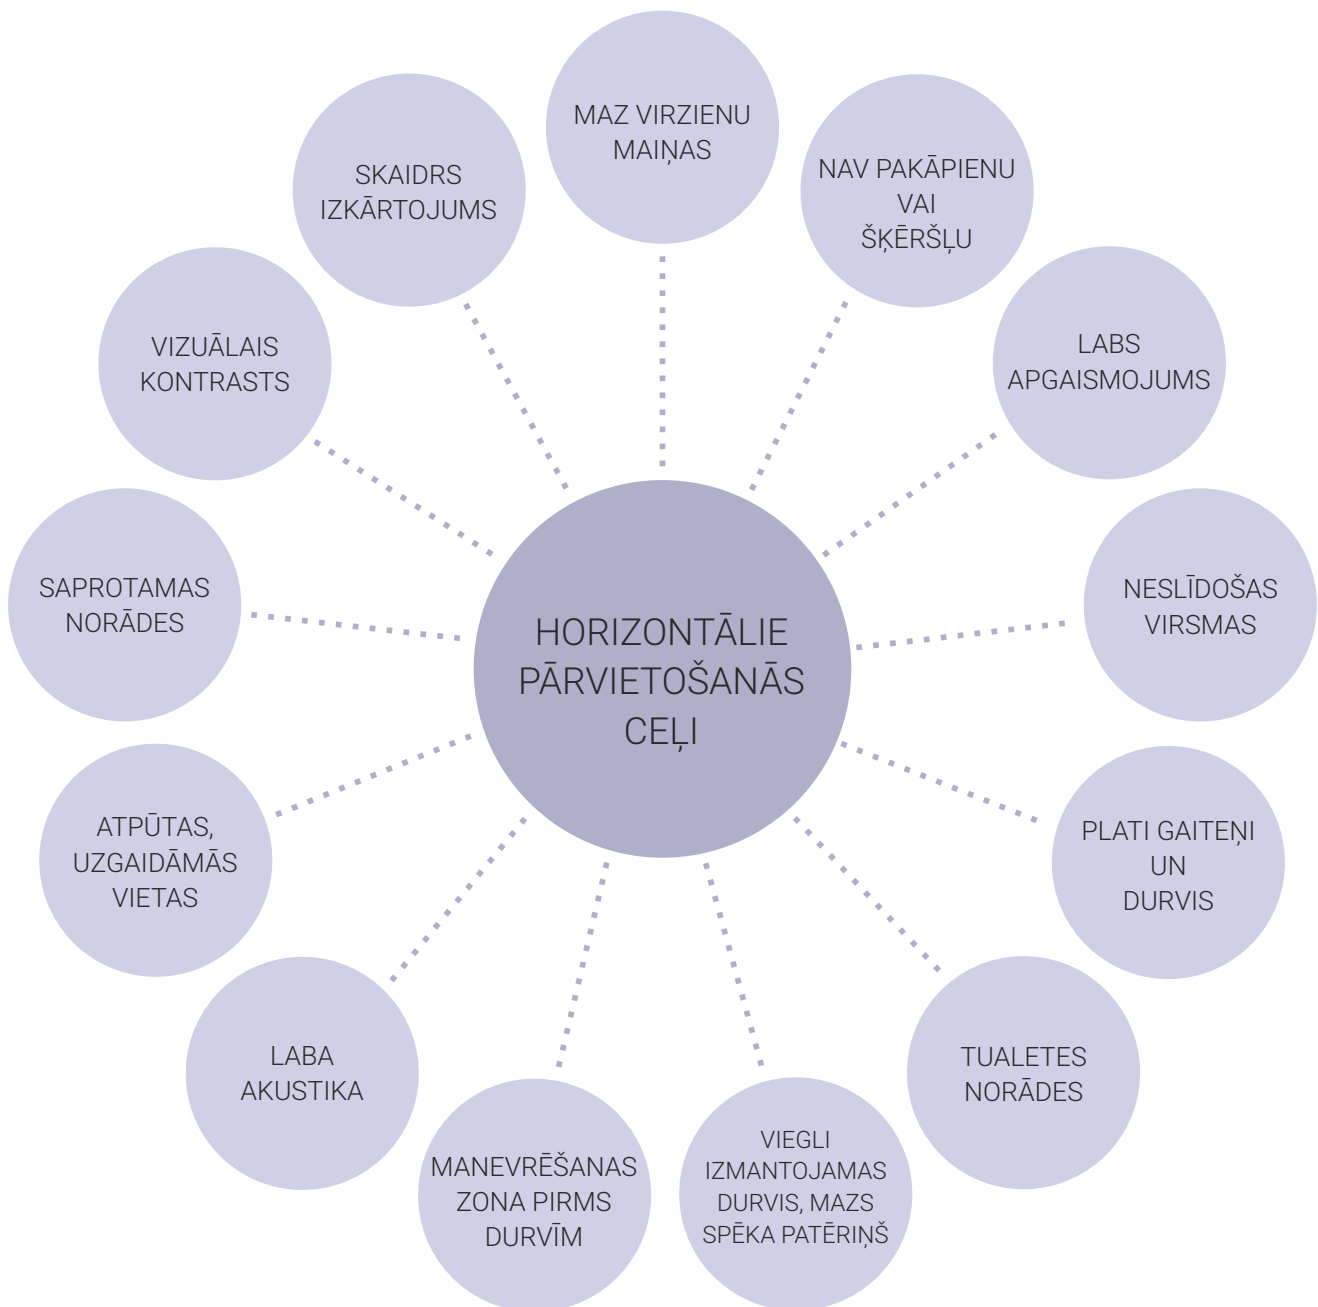 MAZ VIRZIENU
MAIŅAS
NAV PAKĀPIENU
VAI
ŠĶĒRŠĻU
LABS
APGAISMOJUMS
NESLĪDOŠAS
VIRSMAS
PLATI GAITEŅI
UN
DURVIS
TUALETES
NORĀDES
VIEGLI
IZMANTOJAMAS
DURVIS, MAZS
SPĒKA PATĒRIŅŠ
MANEVRĒŠANAS
ZONA PIRMS
DURVĪM
LABA
AKUSTIKA
ATPŪTAS,
UZGAIDĀMĀS
VIETAS
SAPROTAMAS
NORĀDES
VIZUĀLAIS
KONTRASTS
SKAIDRS
IZKĀRTOJUMS
HORIZONTĀLIE
PĀRVIETOŠANĀS
CEĻI